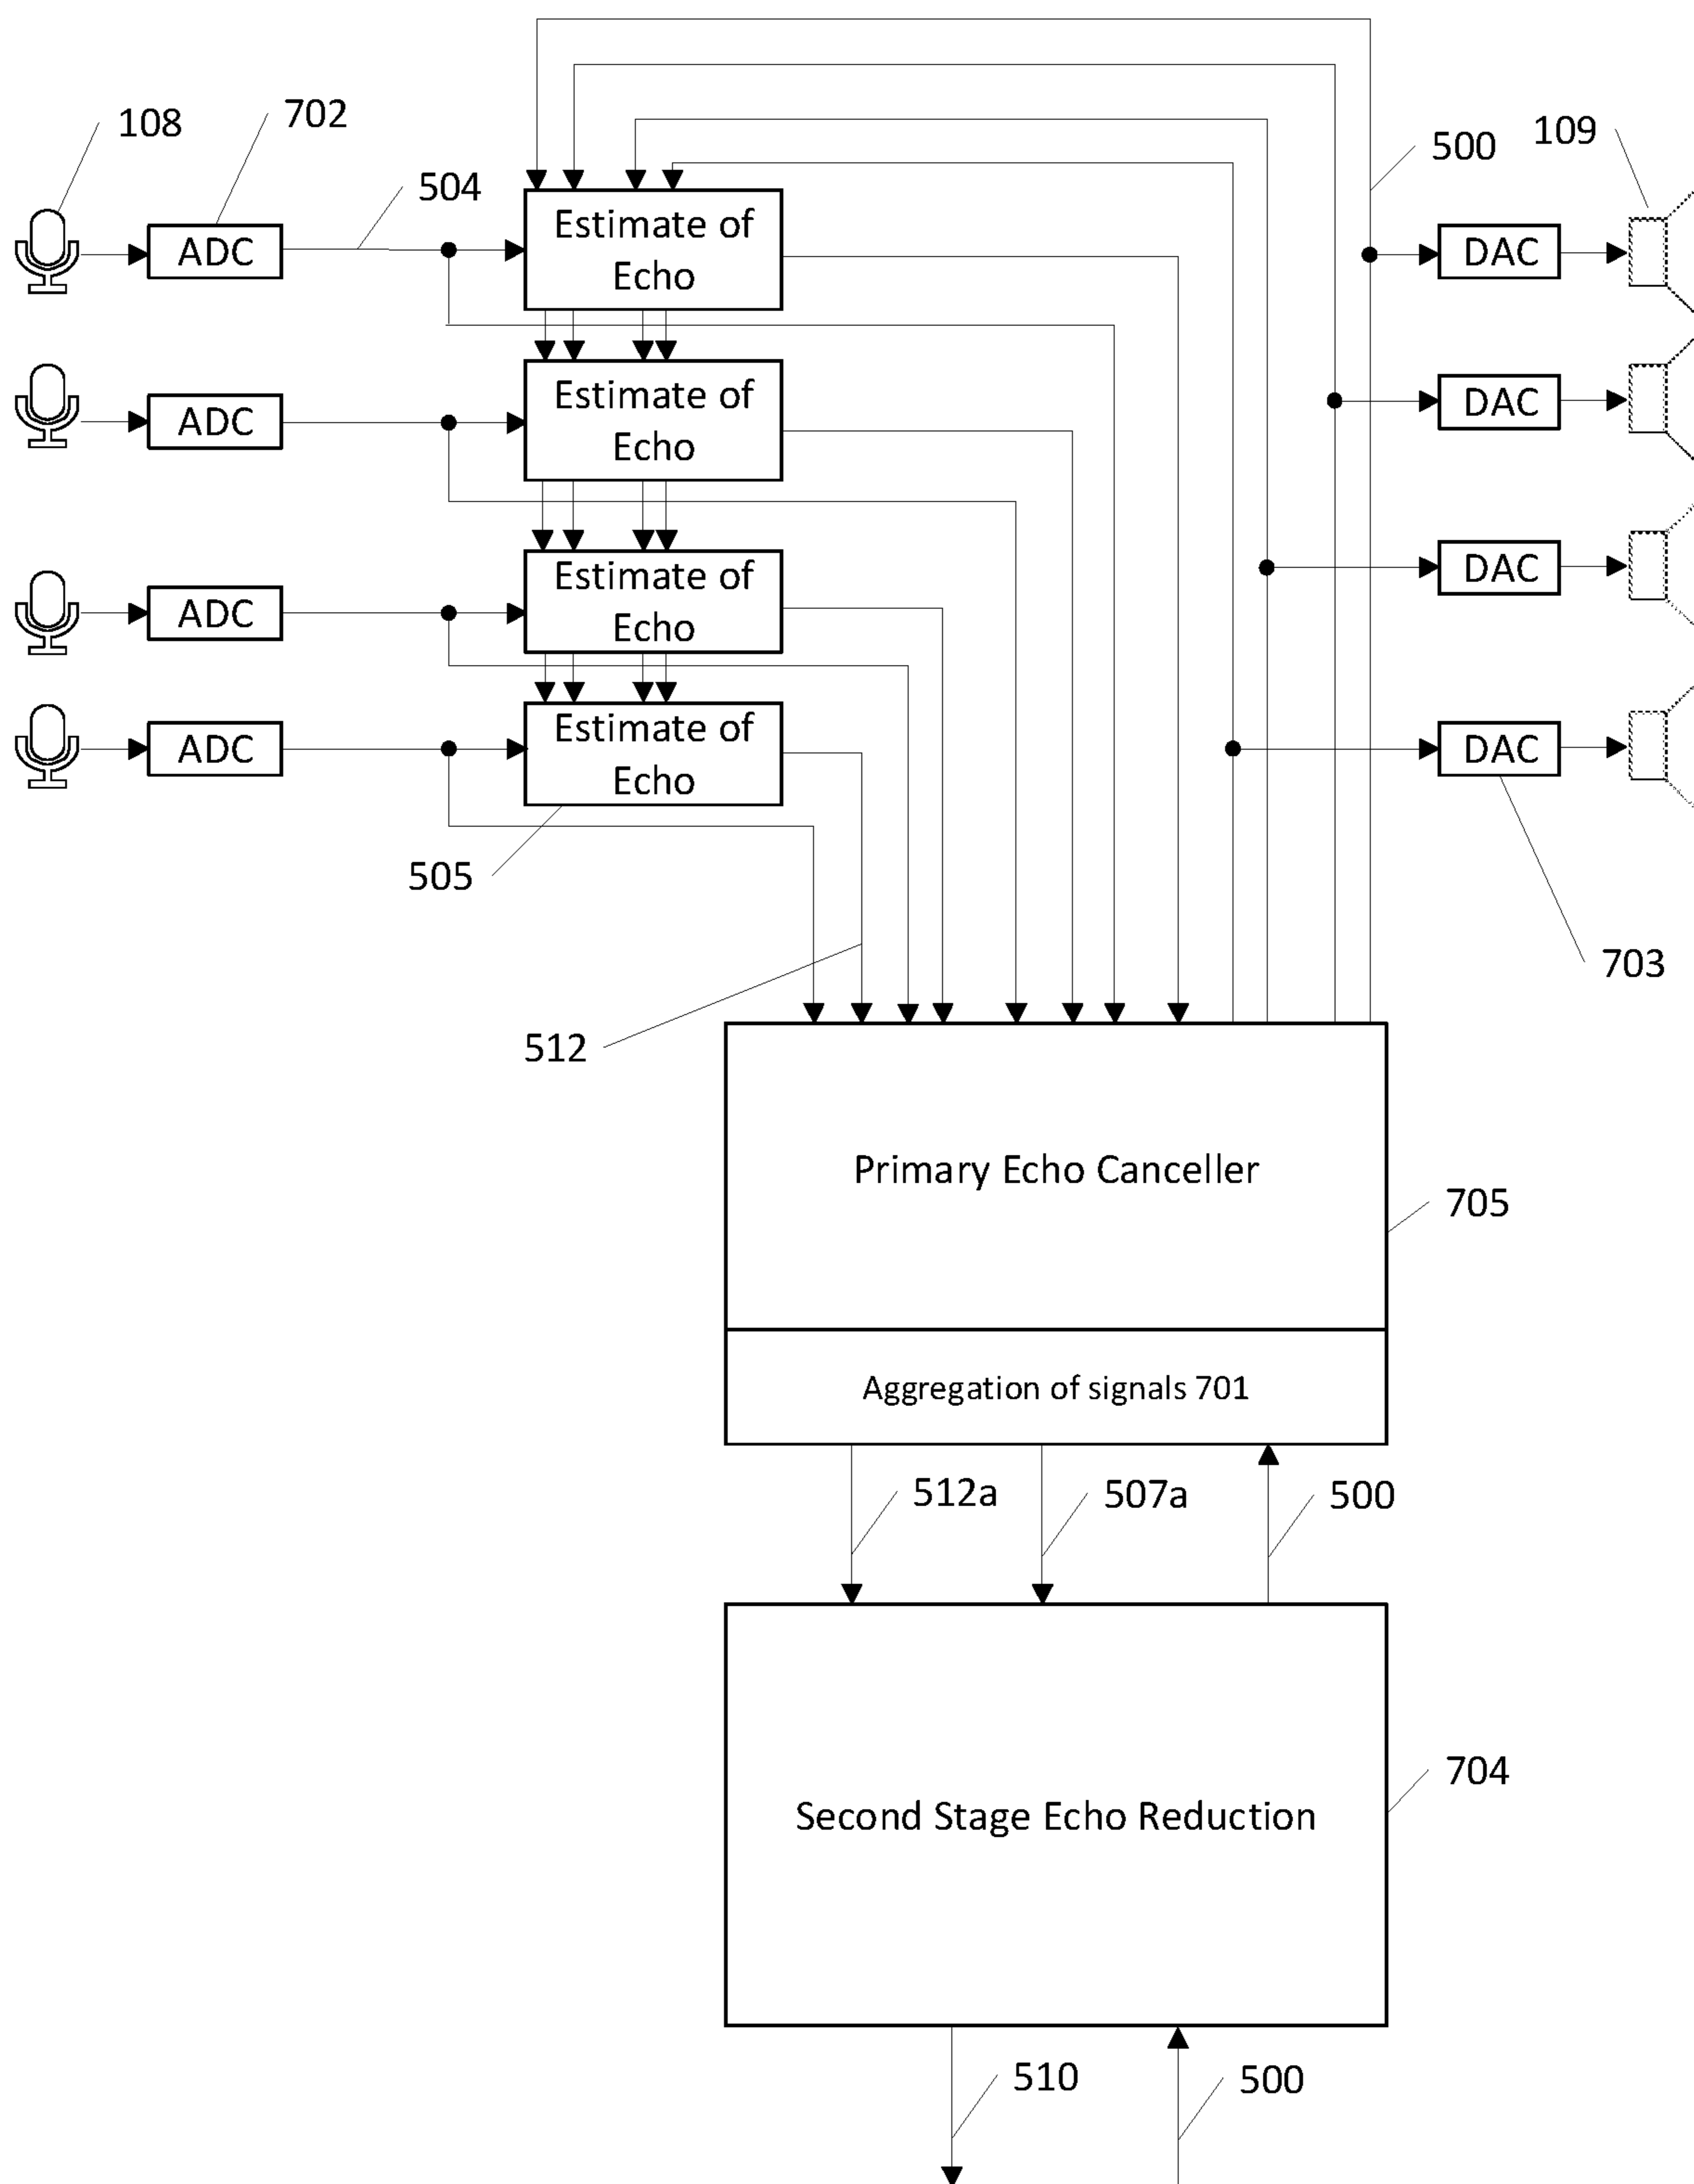 108
702
504
500
109
ADC
Estimate of
Echo
DAC
ADC
Estimate of
Echo
DAC
ADC
Estimate of
Echo
DAC
ADC
Estimate of
Echo
DAC
505
703
512
Primary Echo Canceller
705
Aggregation of signals 701
512a
507a
500
704
Second Stage Echo Reduction
510
500